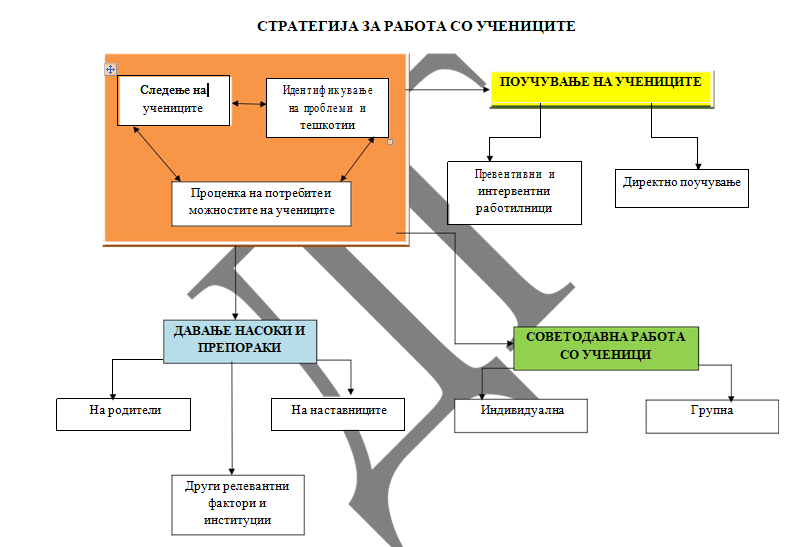 СТРАТЕГИЈА ЗА РАБОТА СО УЧЕНИЦИТЕ
Следење на
учениците
Идентификување
на проблеми и
тешкотии
Проценка на потребите и
можностите на учениците
ПОУЧУВАЊЕ НА УЧЕНИЦИТЕ
Превентивни и
интервентни
работилници
Директно поучување
ДАВАЊЕ НАСОКИ И
ПРЕПОРАКИ
На родители
На наставниците
Други релевантни
фактори и
институции
СОВЕТОДАВНА РАБОТА
СО УЧЕНИЦИ
Индивидуална
Групна